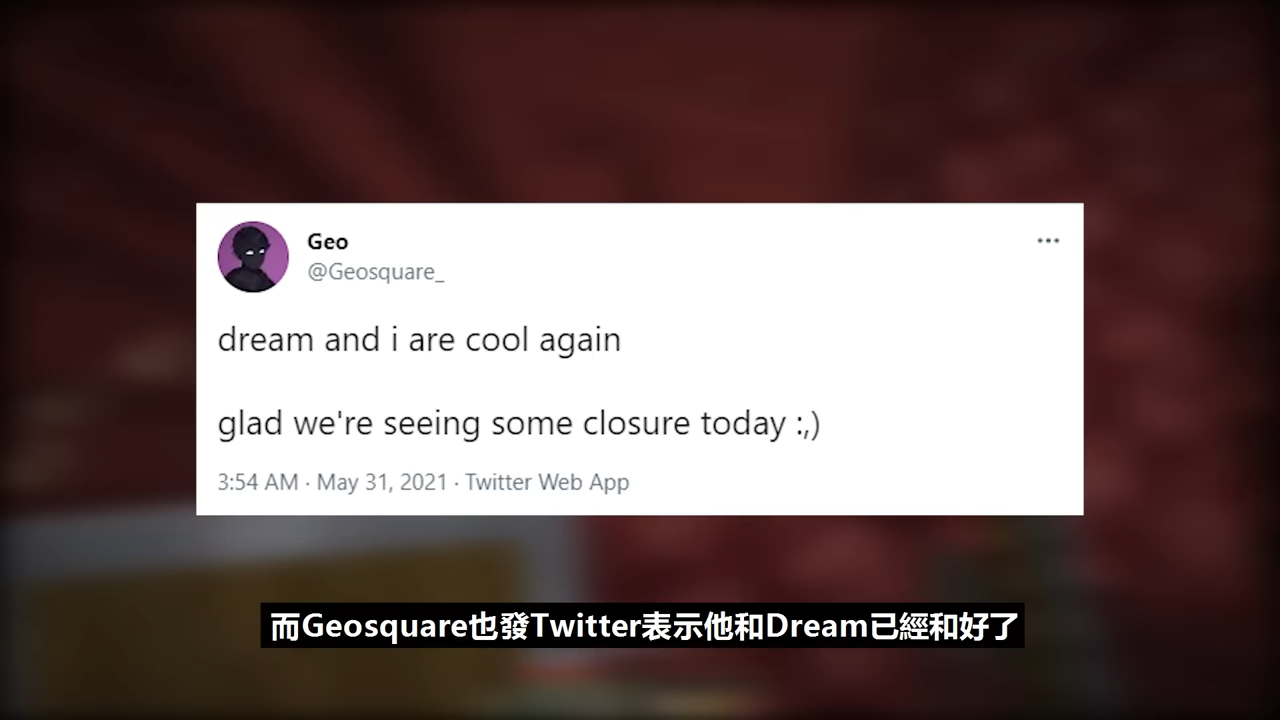 Geo
@Geosquare_
dream and i are cool again
glad we're seeing some closure today :,)
3:54 AM · May 31, 2021 · Twitter Web App
而Geosquare也發Twitter表示他和Dream已經和好了